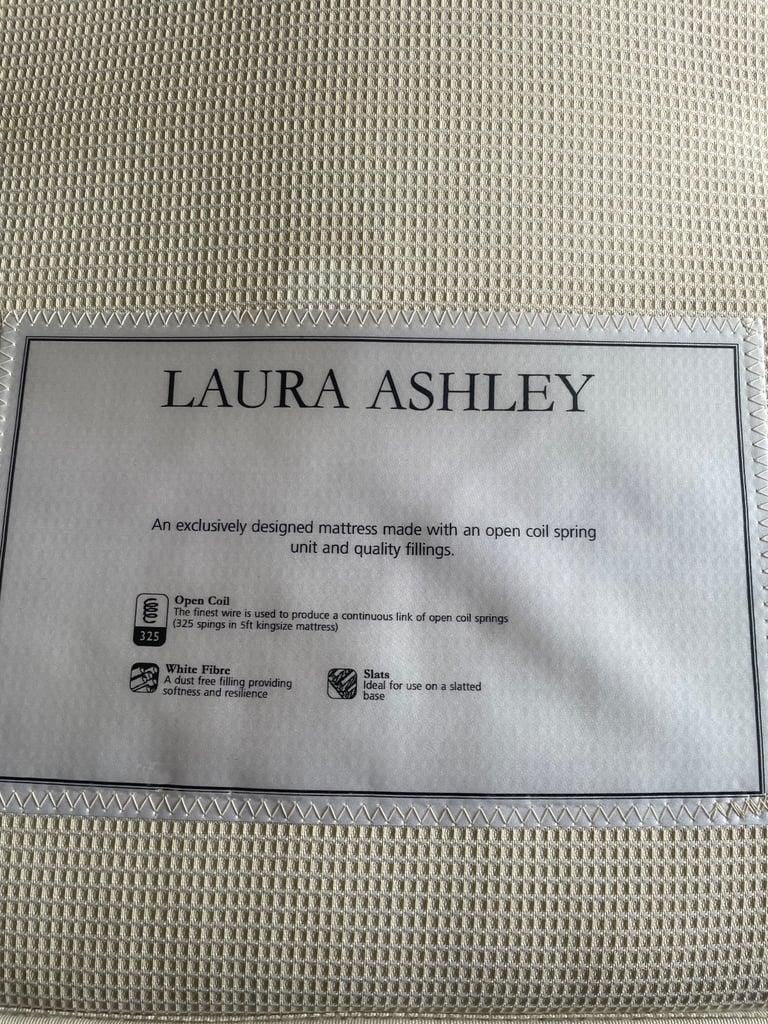 LAURA ASHLEY
An exclusively designed mattress made with an open coil spring
unit and quality fillings.
Open Coil
The finest wire is used to produce a continuous link of open coil springs
(325 spings in 5ft kingsize mattress)
325
White Fibre
A dust free filling providing
softness and resilience
Slats
Ideal for use on a slatted
base